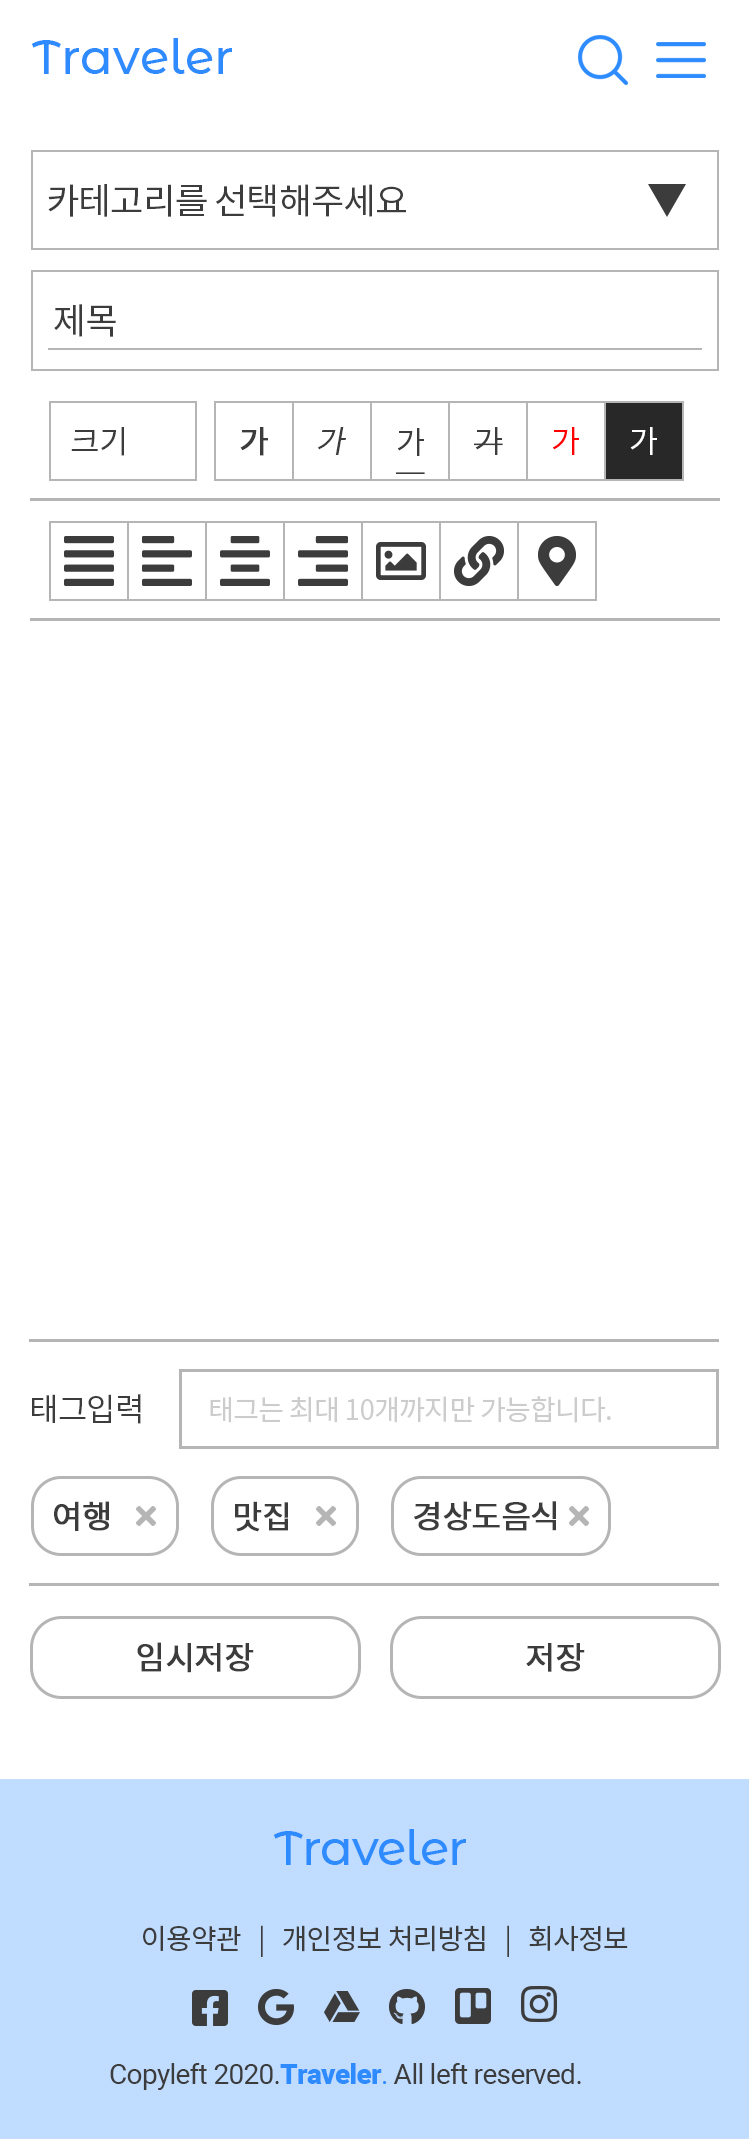 Traveler
카테고리를 선택해주세요
제목
크기 가 가 가 가 가 가
태그입력 태그는 최대 10개까지만 가능합니다.
여행 맛집 경상도음식
임시저장 저장
Traveler
이용약관 | 개인정보 처리방침 | 회사정보
Copyleft 2020.Traveler. All left reserved.